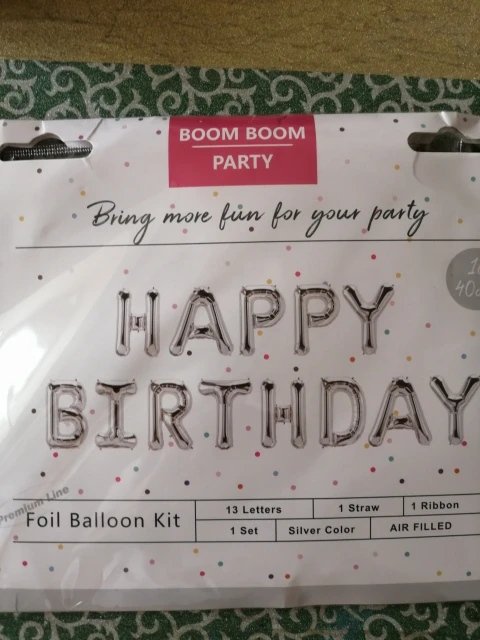 BOOM BOOM
PARTY
Bring more fun for your party
HAPPY
BIRTHDAY
Premium Line
Foil Balloon Kit
13 Letters
1 Straw
1 Ribbon
1 Set
Silver Color
AIR FILLED